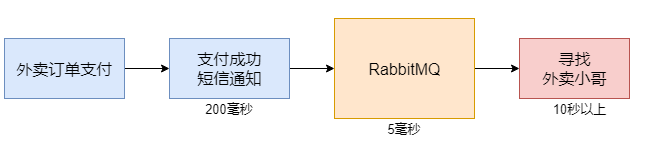 外卖订单支付
支付成功
短信通知
200毫秒
RabbitMQ
5毫秒
寻找
外卖小哥
10秒以上